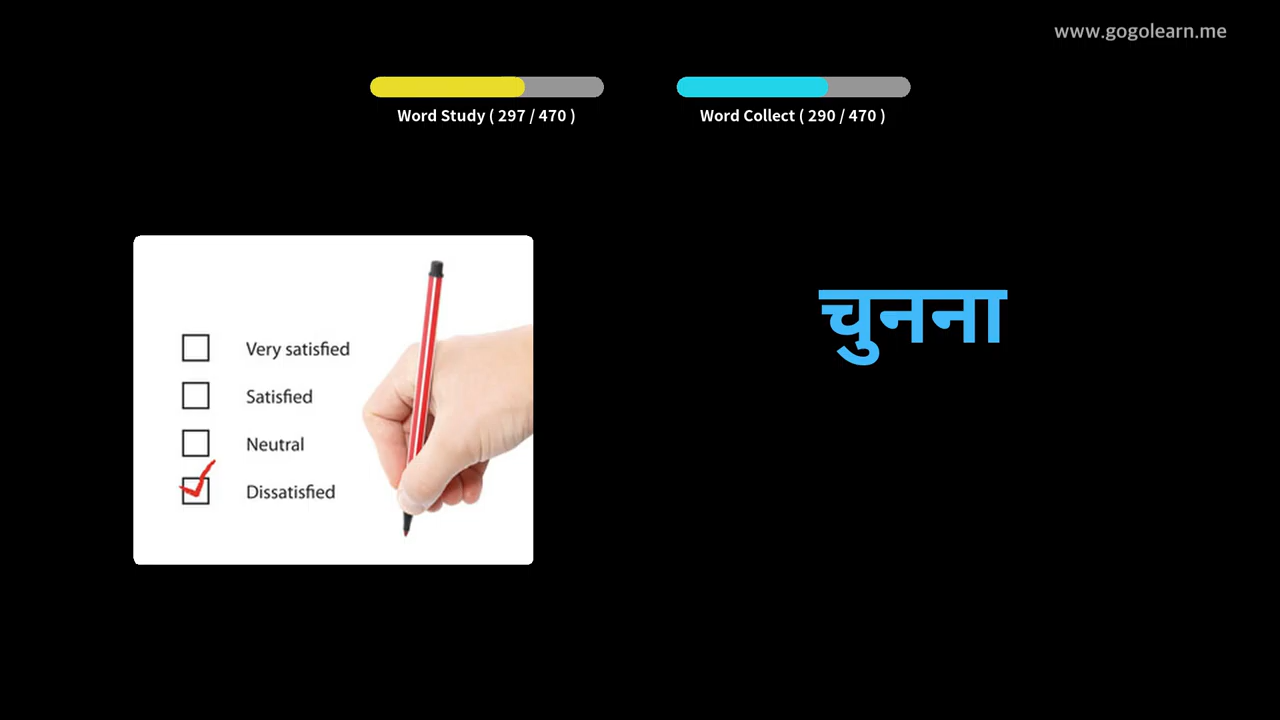 www.gogolearn.me
Word Study ( 297 / 470 )
Word Collect ( 290 / 470 )
Very satisfied
Satisfied
Neutral
Dissatisfied
चुनना